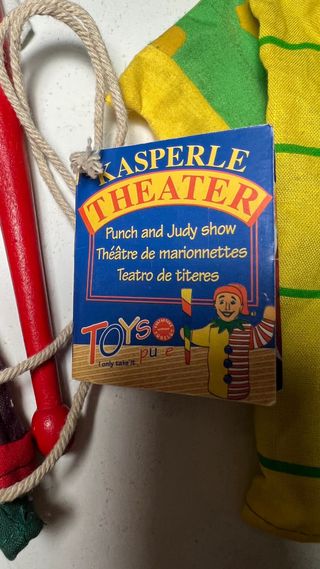 KASPERLE
THEATER
Punch and Judy show
Théâtre de marionnettes
Teatro de titeres
TOYS
pure
I only take it.